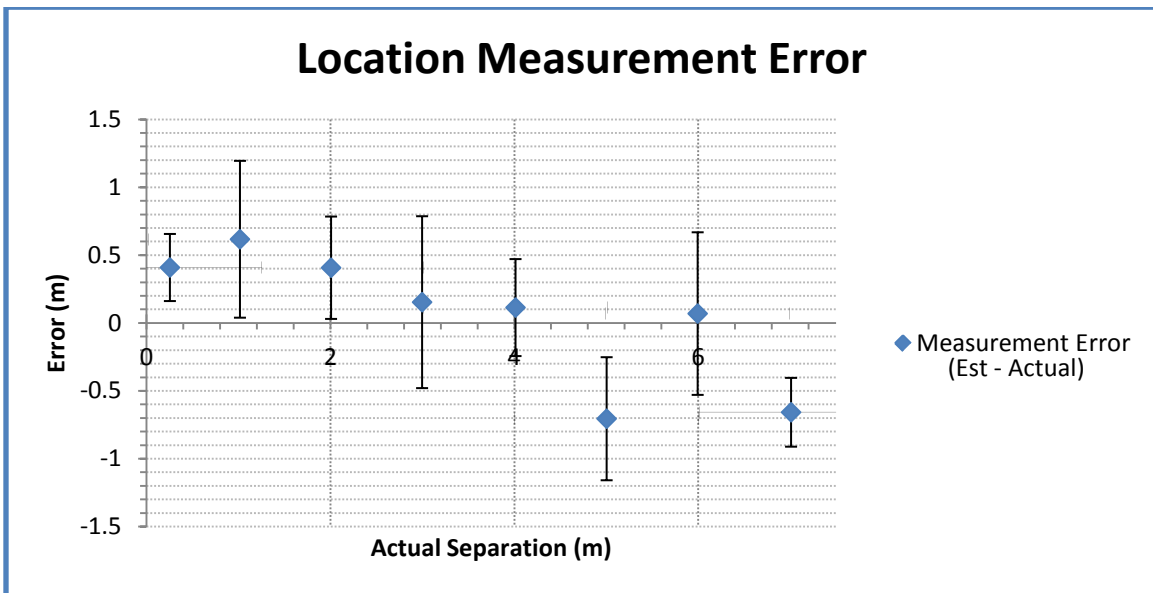 Location Measurement Error
1.5
1
0.5
0
-0.5
-1
-1.5
0
2
4
6
Error (m)
Actual Separation (m)
Measurement Error
(Est - Actual)